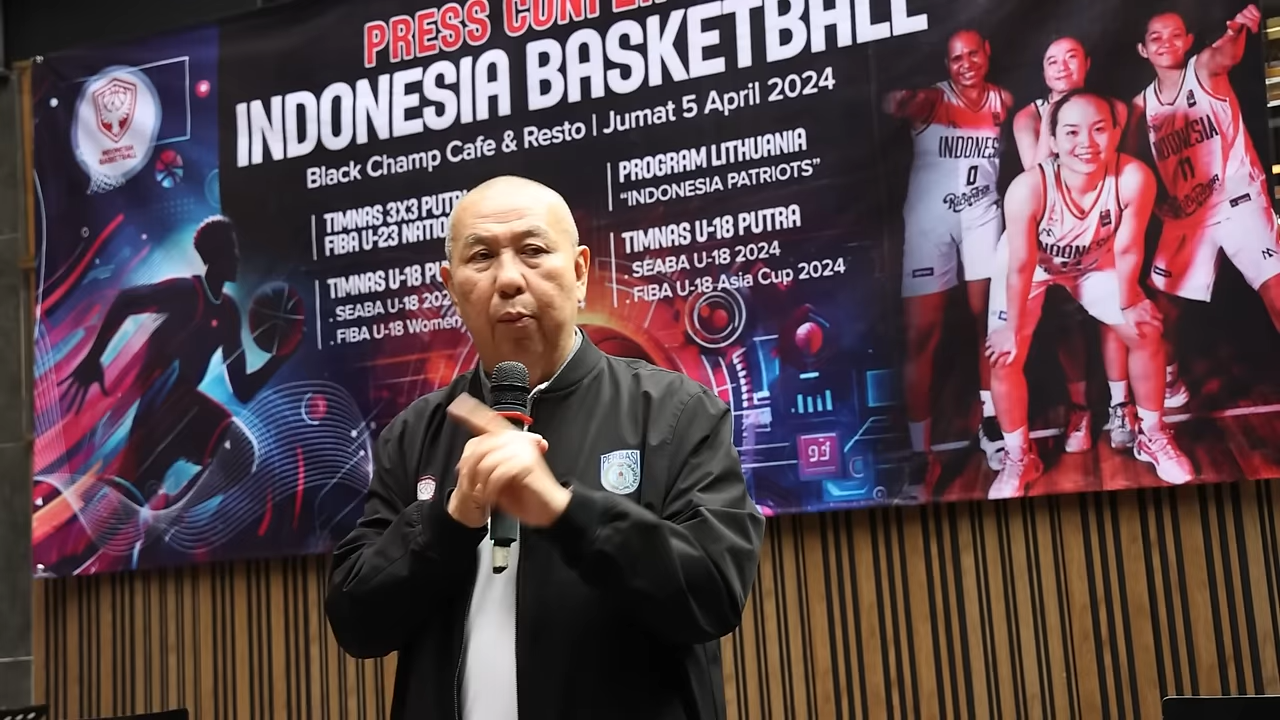 PRESS CONFE
INDONESIA BASKETBALL
Black Champ Cafe & Resto | Jumat 5 April 2024
INDONESIA
BASKETBALL
TIMNAS 3X3 PUTR
FIBA U-23 NATIO
TIMNAS U-18 PU
. SEABA U-18 202
. FIBA U-18 Women
PROGRAM LITHUANIA
“INDONESIA PATRIOTS”
TIMNAS U-18 PUTRA
. SEABA U-18 2024
. FIBA U-18 Asia Cup 2024
INDONES
0
INDONES
INDONESIA
11
PERBASI